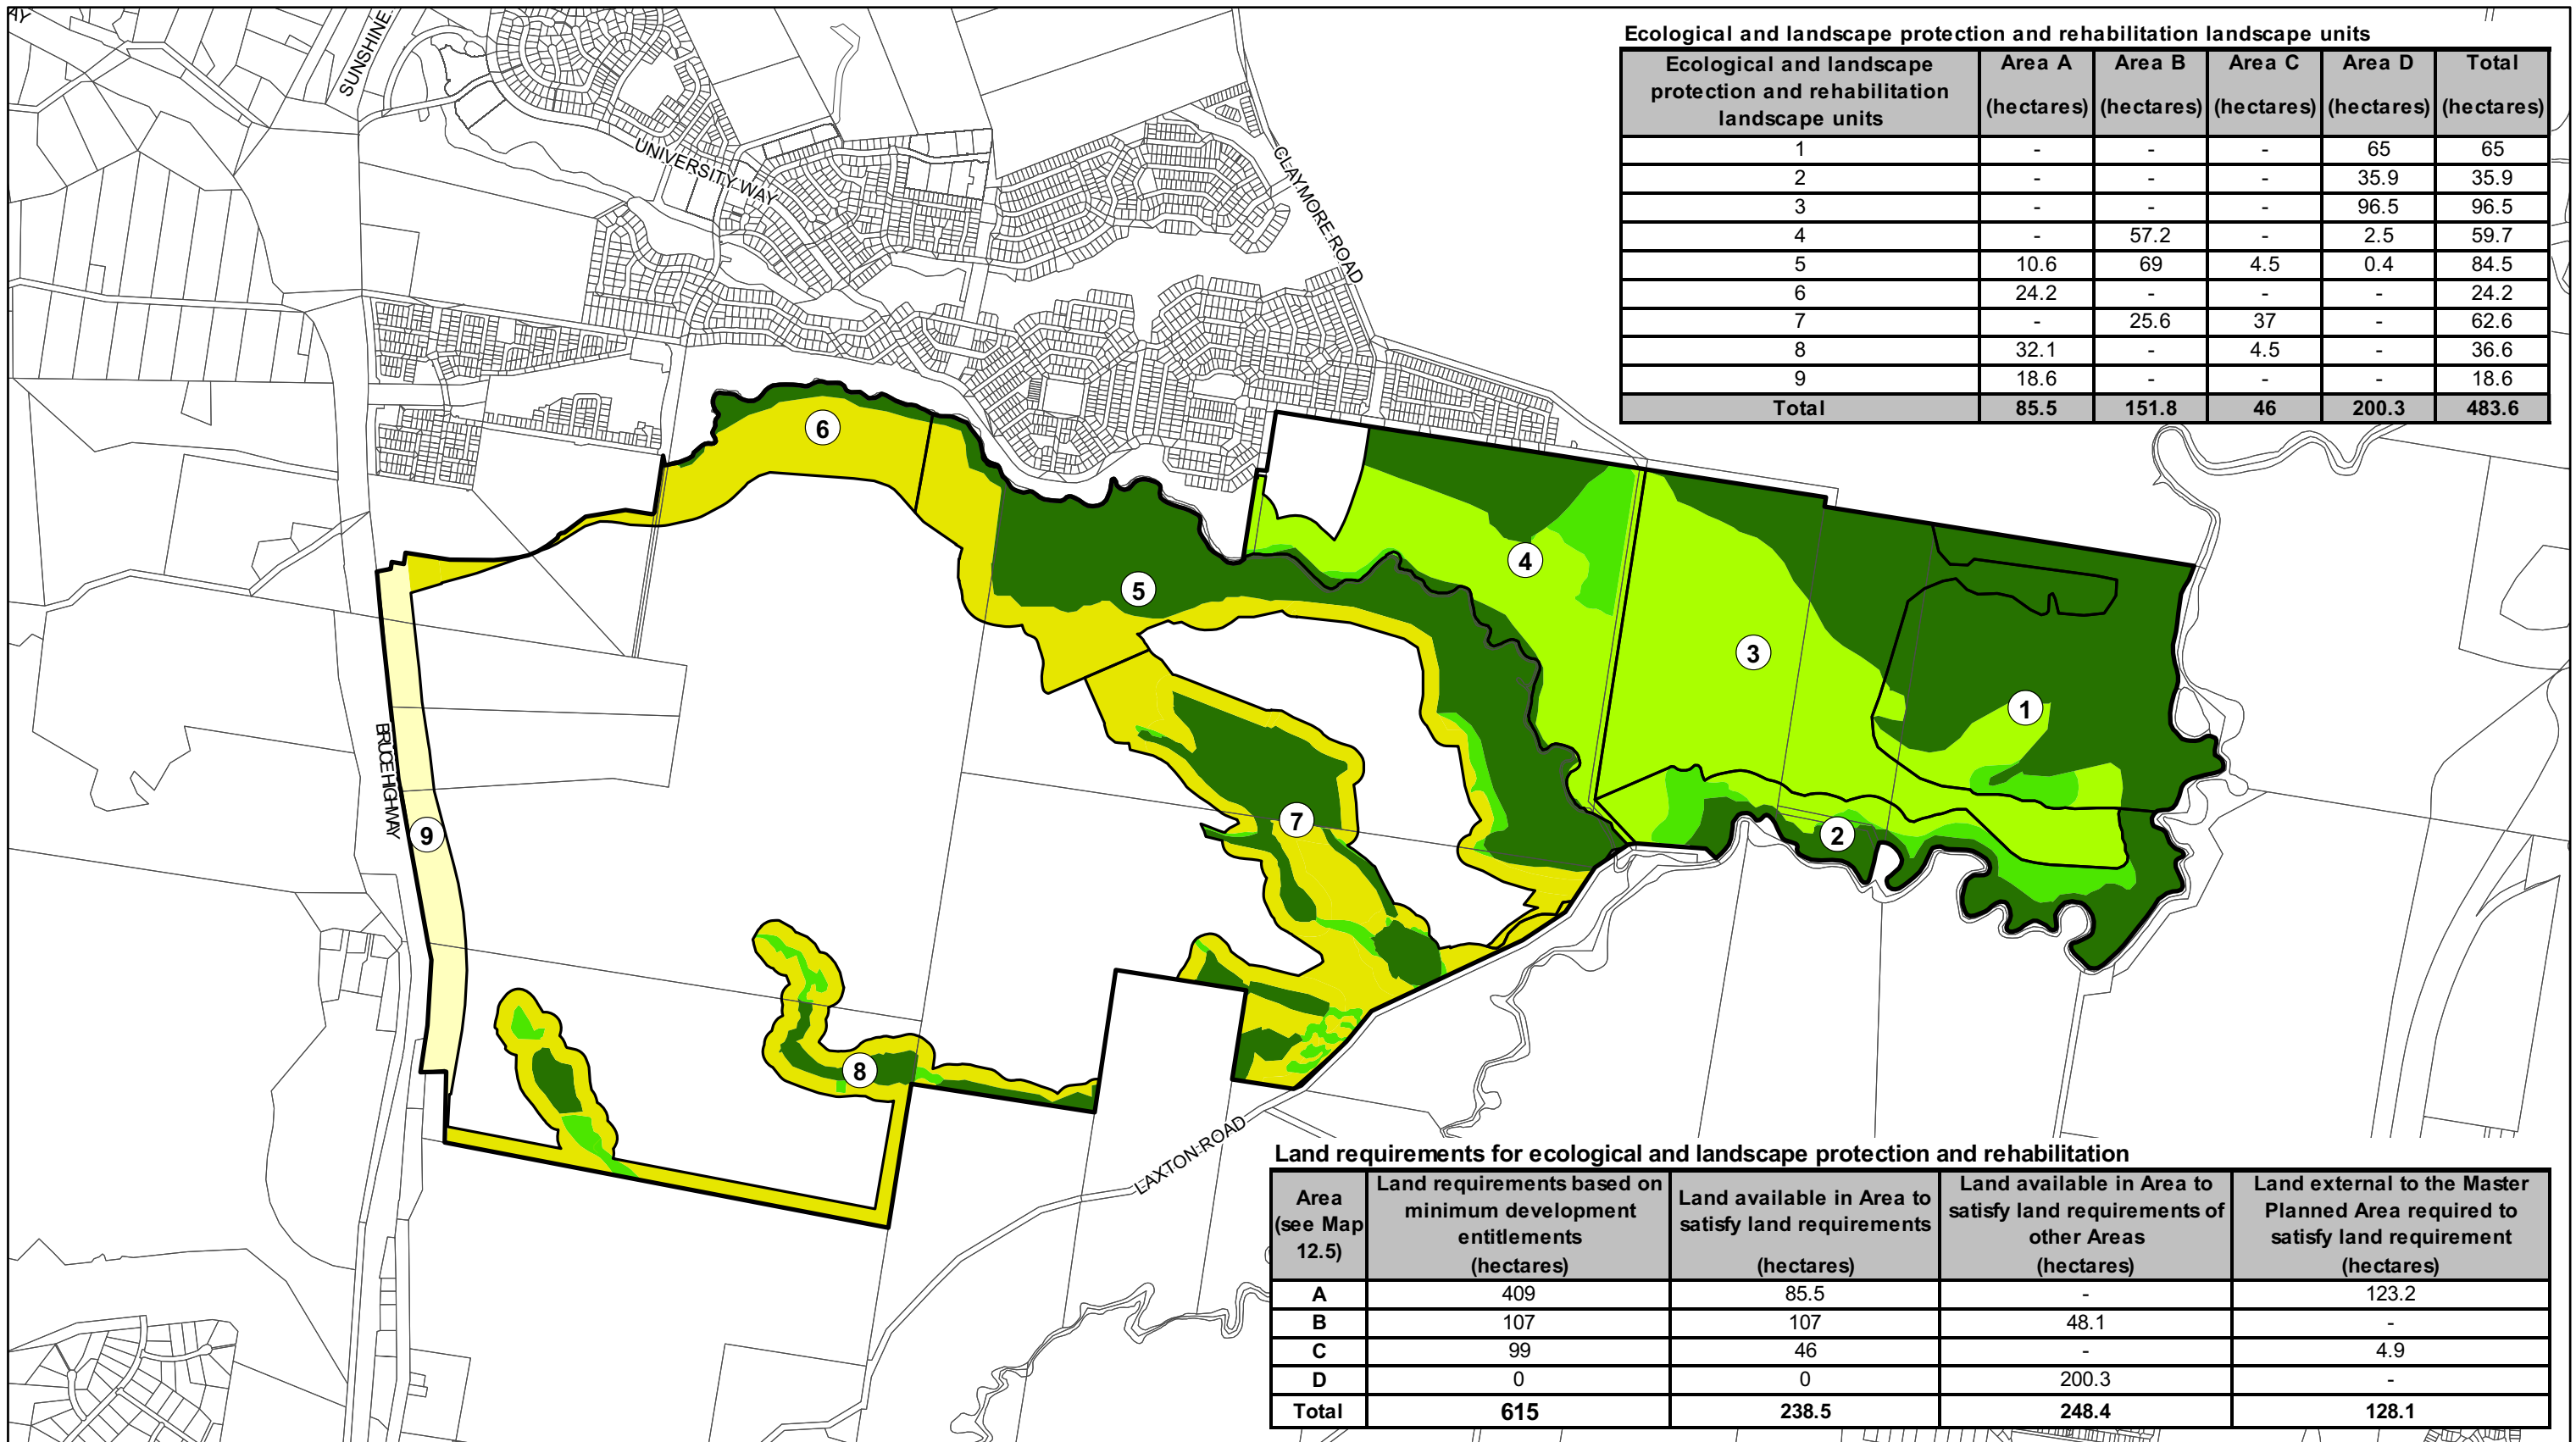 AY
SUNSHINE
UNIVERSITY WAY
CLAYMORE ROAD
BRUCE HIGHWAY
LAXTON ROAD
6
5
4
3
1
2
7
9
8
Ecological and landscape protection and rehabilitation landscape units
Ecological and landscape protection and rehabilitation landscape units | Area A (hectares) | Area B (hectares) | Area C (hectares) | Area D (hectares) | Total (hectares)
1 - - - 65 65
2 - - - 35.9 35.9
3 - - - 96.5 96.5
4 - 57.2 - 2.5 59.7
5 10.6 69 4.5 0.4 84.5
6 24.2 - - - 24.2
7 - 25.6 37 - 62.6
8 32.1 - 4.5 - 36.6
9 18.6 - - - 18.6
Total 85.5 151.8 46 200.3 483.6
Land requirements for ecological and landscape protection and rehabilitation
Area (see Map 12.5) | Land requirements based on minimum development entitlements (hectares) | Land available in Area to satisfy land requirements (hectares) | Land available in Area to satisfy land requirements of other Areas (hectares) | Land external to the Master Planned Area required to satisfy land requirement (hectares)
A 409 85.5 - 123.2
B 107 107 48.1 -
C 99 46 - 4.9
D 0 0 200.3 -
Total 615 238.5 248.4 128.1